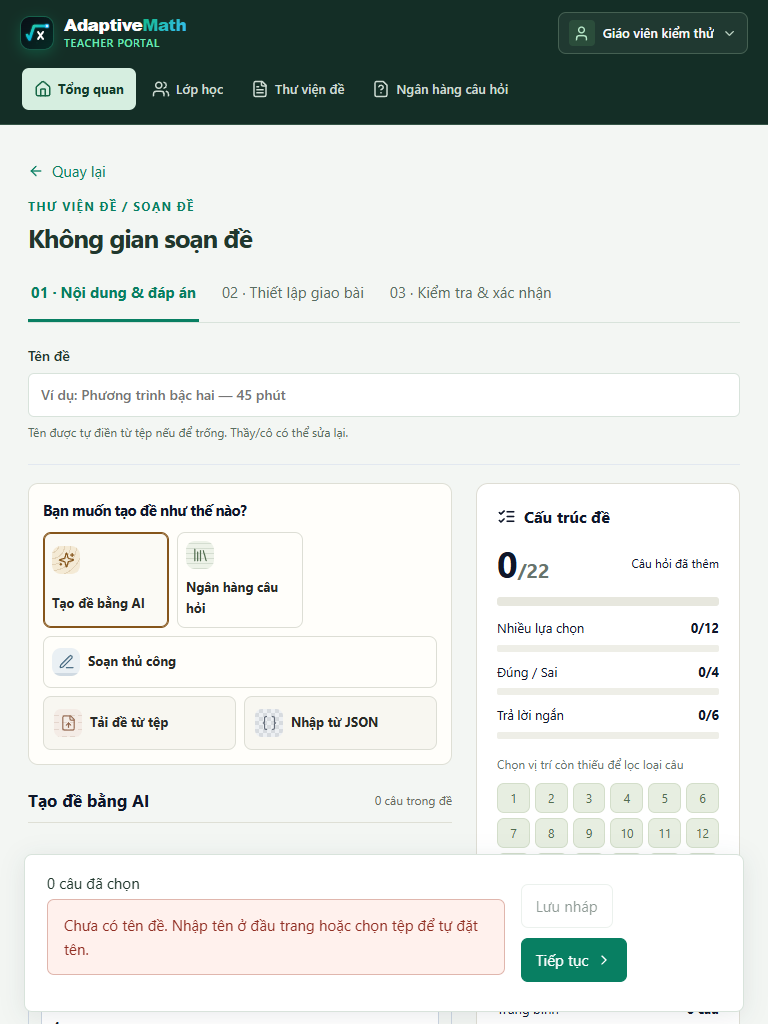 AdaptiveMath
TEACHER PORTAL
Giáo viên kiểm thử
Tổng quan
Lớp học
Thư viện đề
Ngân hàng câu hỏi
Quay lại
THƯ VIỆN ĐỀ / SOẠN ĐỀ
Không gian soạn đề
01 · Nội dung & đáp án
02 · Thiết lập giao bài
03 · Kiểm tra & xác nhận
Tên đề
Ví dụ: Phương trình bậc hai — 45 phút
Tên được tự điền từ tệp nếu để trống. Thầy/cô có thể sửa lại.
Bạn muốn tạo đề như thế nào?
Tạo đề bằng AI
Ngân hàng câu
hỏi
Soạn thủ công
Tải đề từ tệp
Nhập từ JSON
Tạo đề bằng AI
0 câu trong đề
Cấu trúc đề
0/22
Câu hỏi đã thêm
Nhiều lựa chọn
0/12
Đúng / Sai
0/4
Trả lời ngắn
0/6
Chọn vị trí còn thiếu để lọc loại câu
1 2 3 4 5 6
7 8 9 10 11 12
0 câu đã chọn
Chưa có tên đề. Nhập tên ở đầu trang hoặc chọn tệp để tự đặt
tên.
Lưu nháp
Tiếp tục